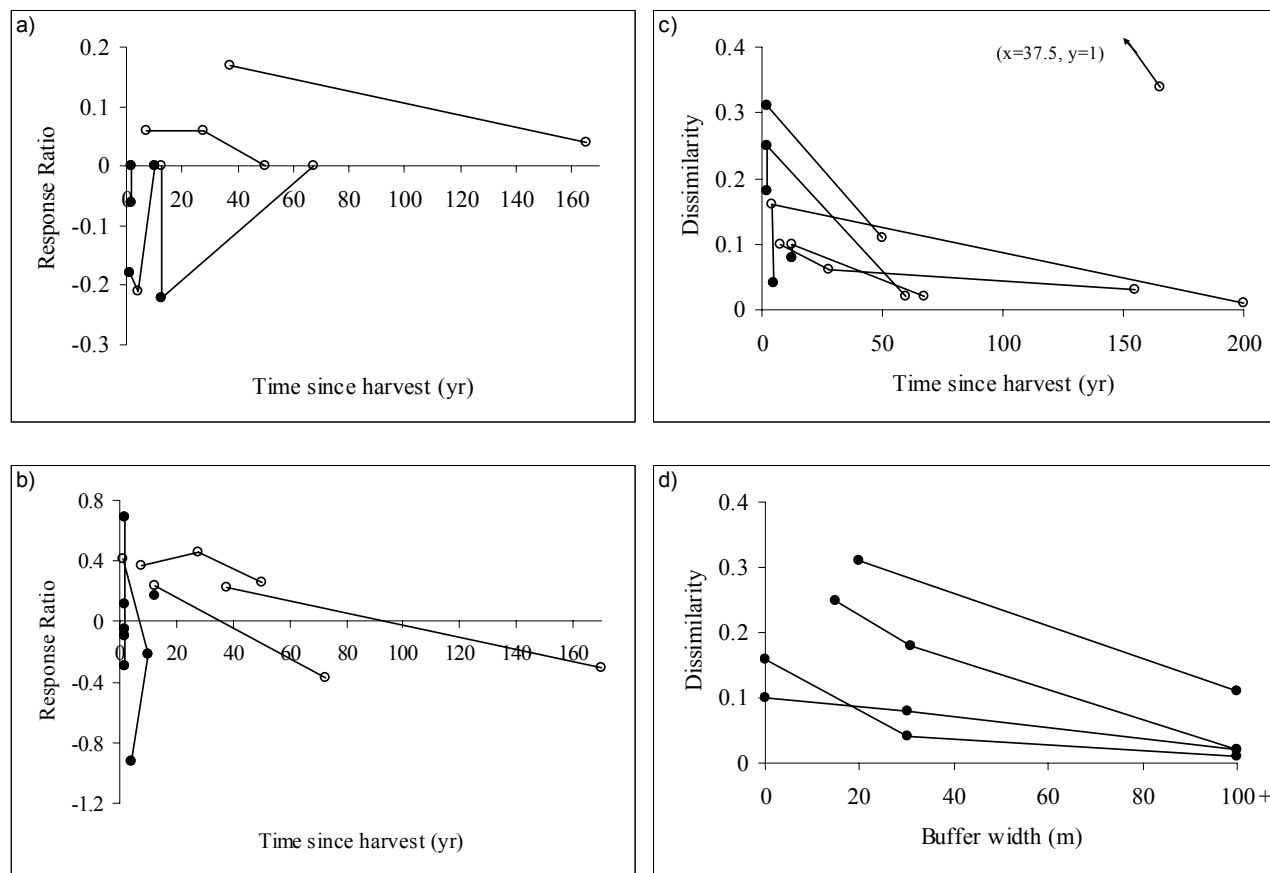 a)
0.2
0.1
0
-0.1
-0.2
-0.3
0 20 40 60 80 100 120 140 160
Response Ratio
Time since harvest (yr)
c)
0.4
0.3
0.2
0.1
0
(x=37.5, y=1)
Dissimilarity
0 50 100 150 200
Time since harvest (yr)
b)
0.8
0.4
0
-0.4
-0.8
-1.2
0 20 40 60 80 100 120 140 160
Response Ratio
Time since harvest (yr)
d)
0.4
0.3
0.2
0.1
0
Dissimilarity
0 20 40 60 80 100+
Buffer width (m)